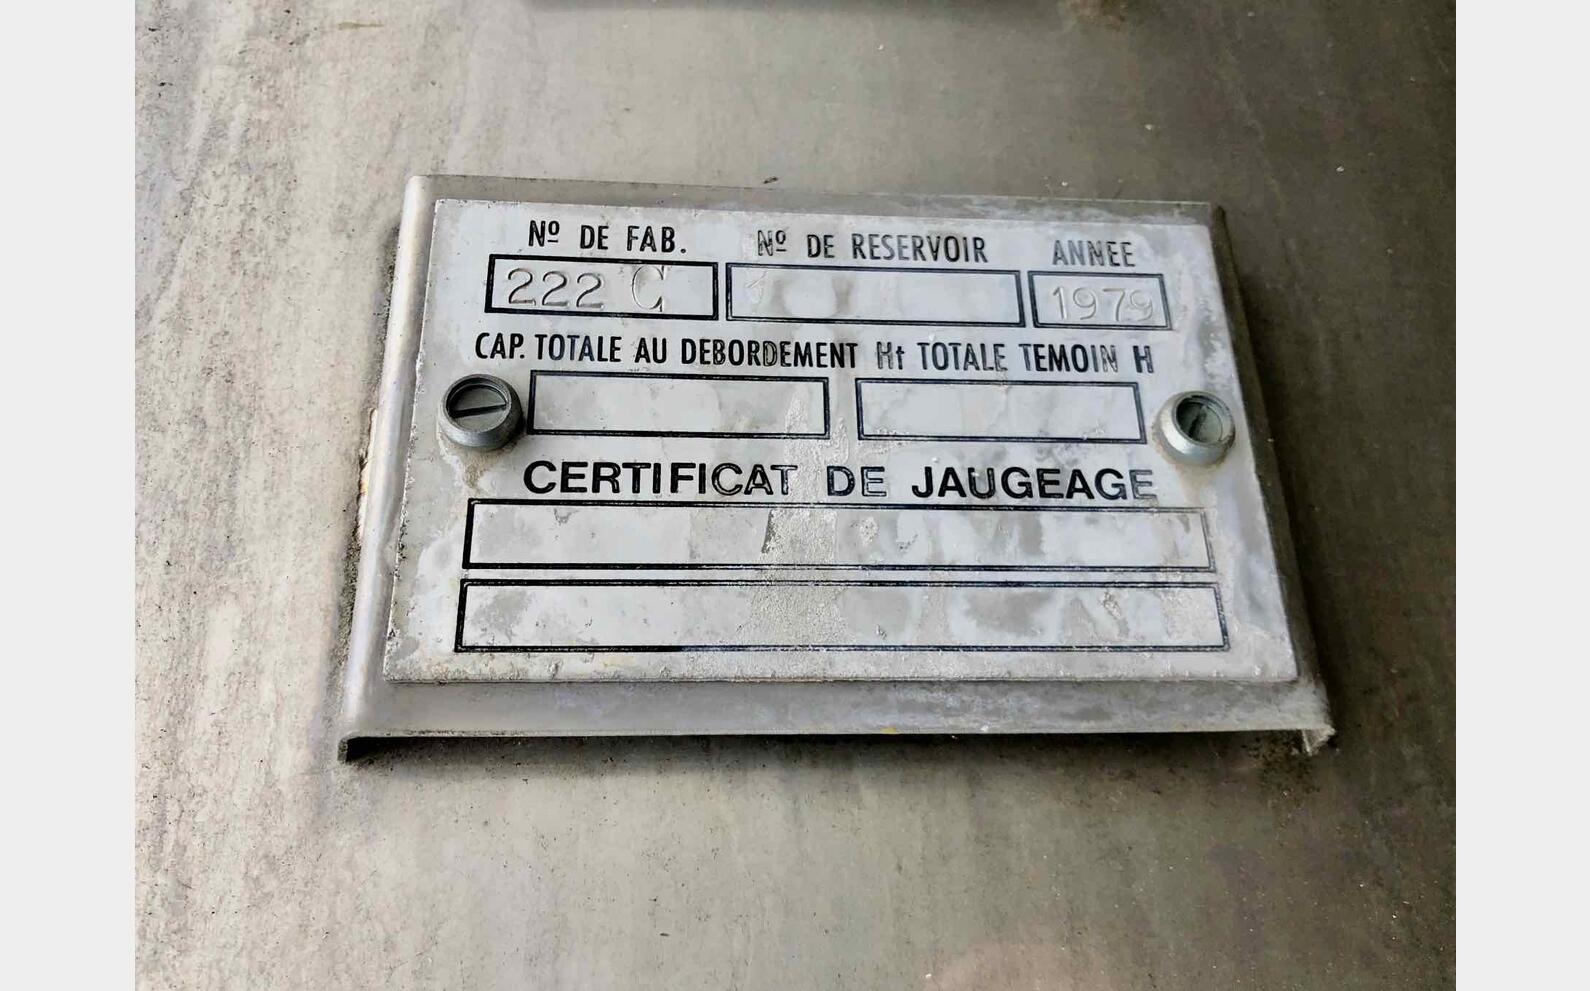 Nº DE FAB. Nº DE RESERVOIR ANNEE
222 C 1979
CAP. TOTALE AU DEBORDEMENT Ht TOTALE TEMOIN H
CERTIFICAT DE JAUGEAGE